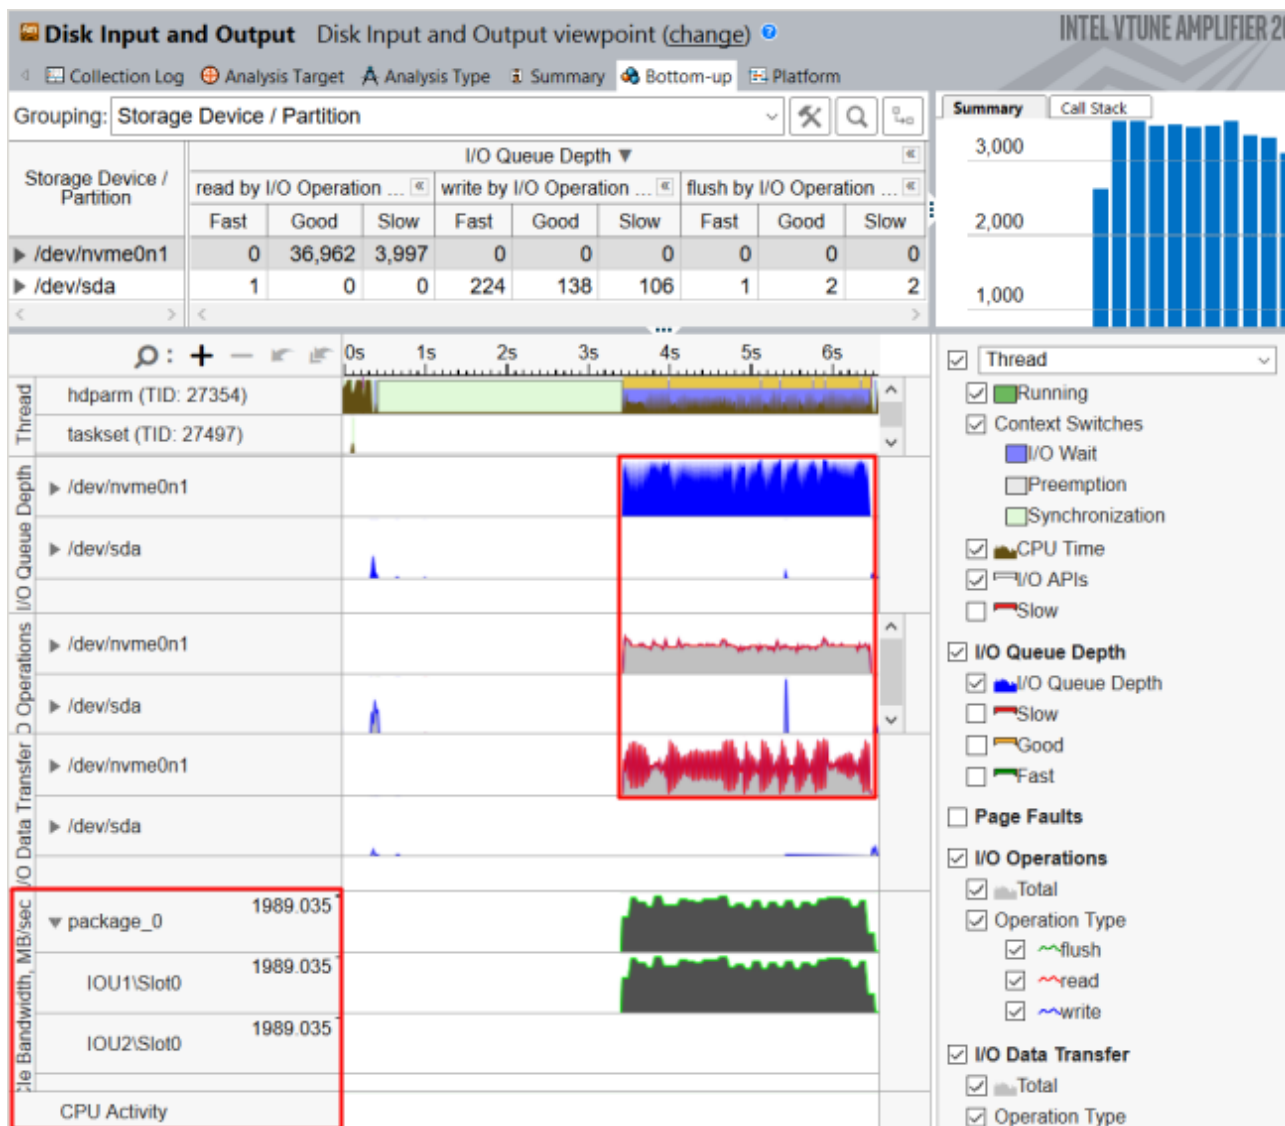 Disk Input and Output Disk Input and Output viewpoint (change) ?
INTEL VTUNE AMPLIFIER
Collection Log Analysis Target Analysis Type Summary Bottom-up Platform
Grouping: Storage Device / Partition
Storage Device / Partition
I/O Queue Depth ▼
read by I/O Operation ... write by I/O Operation ... flush by I/O Operation ...
Fast Good Slow Fast Good Slow Fast Good Slow
/dev/nvme0n1 0 36,962 3,997 0 0 0 0 0 0
/dev/sda 1 0 0 224 138 106 1 2 2
Summary Call Stack
3,000
2,000
1,000
0s 1s 2s 3s 4s 5s 6s
Thread
hdparm (TID: 27354)
taskset (TID: 27497)
I/O Queue Depth
/dev/nvme0n1
/dev/sda
O Operations
/dev/nvme0n1
/dev/sda
/O Data Transfer
/dev/nvme0n1
/dev/sda
Bandwidth, MB/sec
package_0 1989.035
IOU1\Slot0 1989.035
IOU2\Slot0 1989.035
CPU Activity
Thread
Running
Context Switches
I/O Wait
Preemption
Synchronization
CPU Time
I/O APIs
Slow
I/O Queue Depth
I/O Queue Depth
Slow
Good
Fast
Page Faults
I/O Operations
Total
Operation Type
flush
read
write
I/O Data Transfer
Total
Operation Type